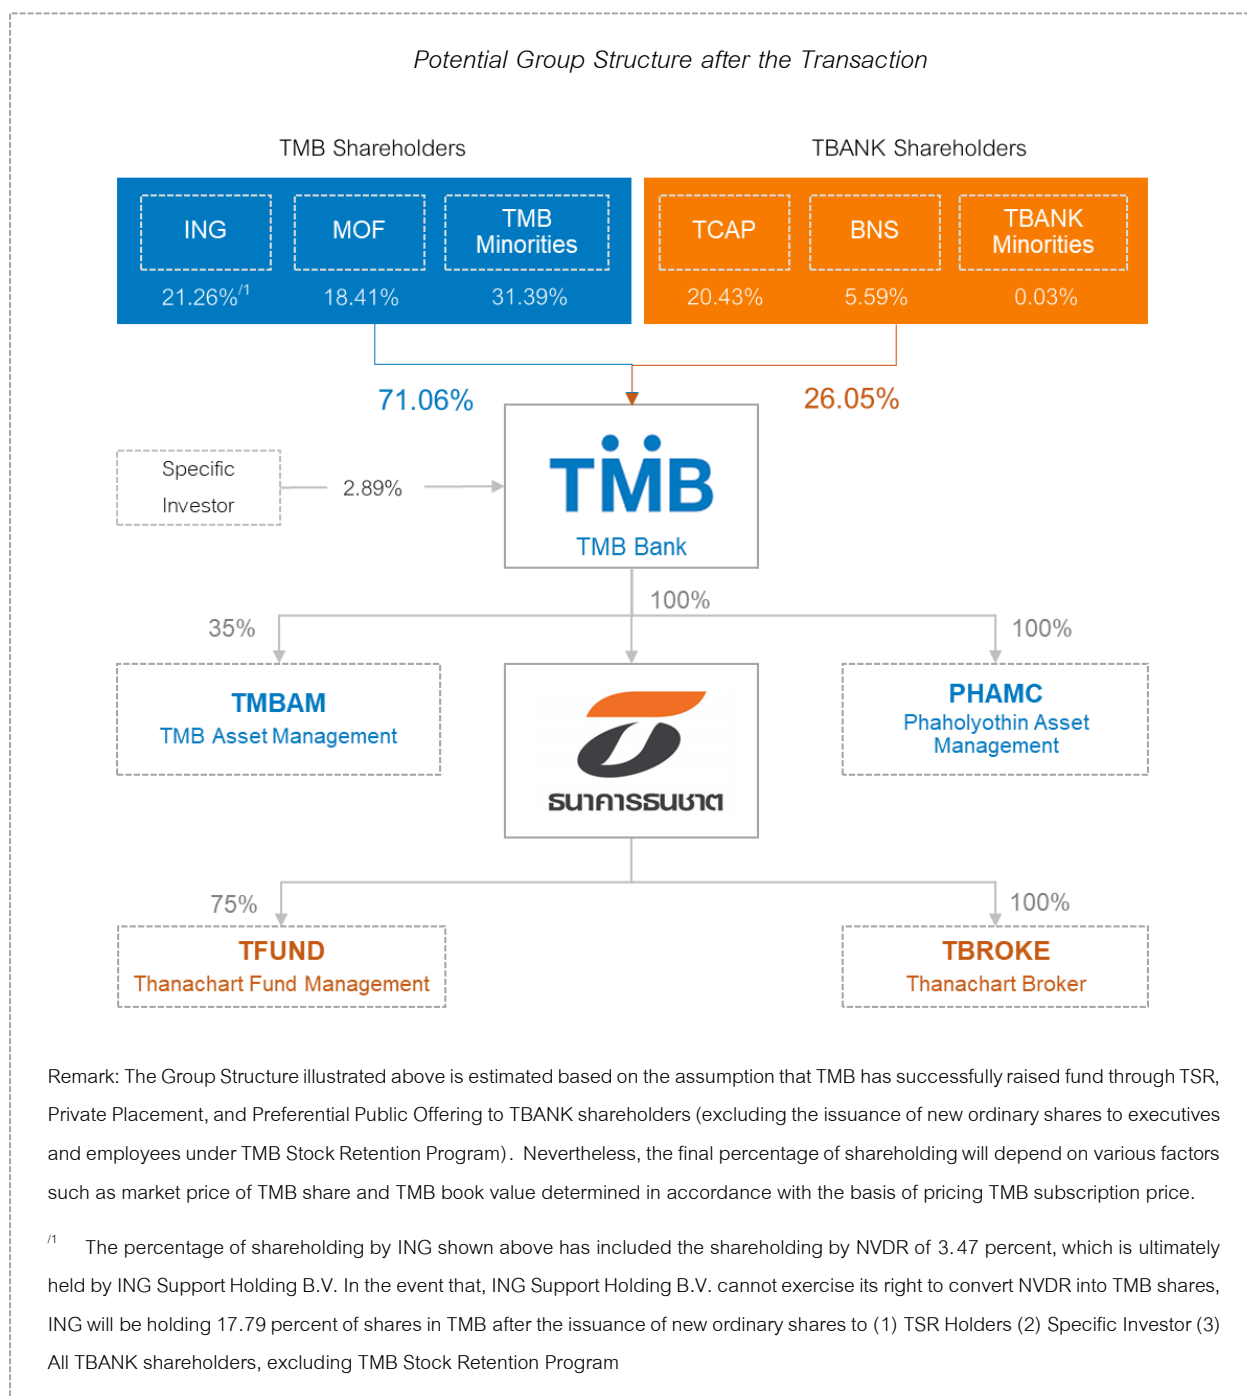 Potential Group Structure after the Transaction
TMB Shareholders
TBANK Shareholders
ING
MOF
TMB
Minorities
21.26%/1
18.41%
31.39%
TCAP
BNS
TBANK
Minorities
20.43%
5.59%
0.03%
71.06%
26.05%
Specific
Investor
2.89%
TMB
TMB Bank
35%
100%
100%
TMBAM
TMB Asset Management
ธนาคารธนชาต
PHAMC
Phaholyothin Asset
Management
75%
100%
TFUND
Thanachart Fund Management
TBROKE
Thanachart Broker
Remark: The Group Structure illustrated above is estimated based on the assumption that TMB has successfully raised fund through TSR,
Private Placement, and Preferential Public Offering to TBANK shareholders (excluding the issuance of new ordinary shares to executives
and employees under TMB Stock Retention Program). Nevertheless, the final percentage of shareholding will depend on various factors
such as market price of TMB share and TMB book value determined in accordance with the basis of pricing TMB subscription price.
/1 The percentage of shareholding by ING shown above has included the shareholding by NVDR of 3.47 percent, which is ultimately
held by ING Support Holding B.V. In the event that, ING Support Holding B.V. cannot exercise its right to convert NVDR into TMB shares,
ING will be holding 17.79 percent of shares in TMB after the issuance of new ordinary shares to (1) TSR Holders (2) Specific Investor (3)
All TBANK shareholders, excluding TMB Stock Retention Program